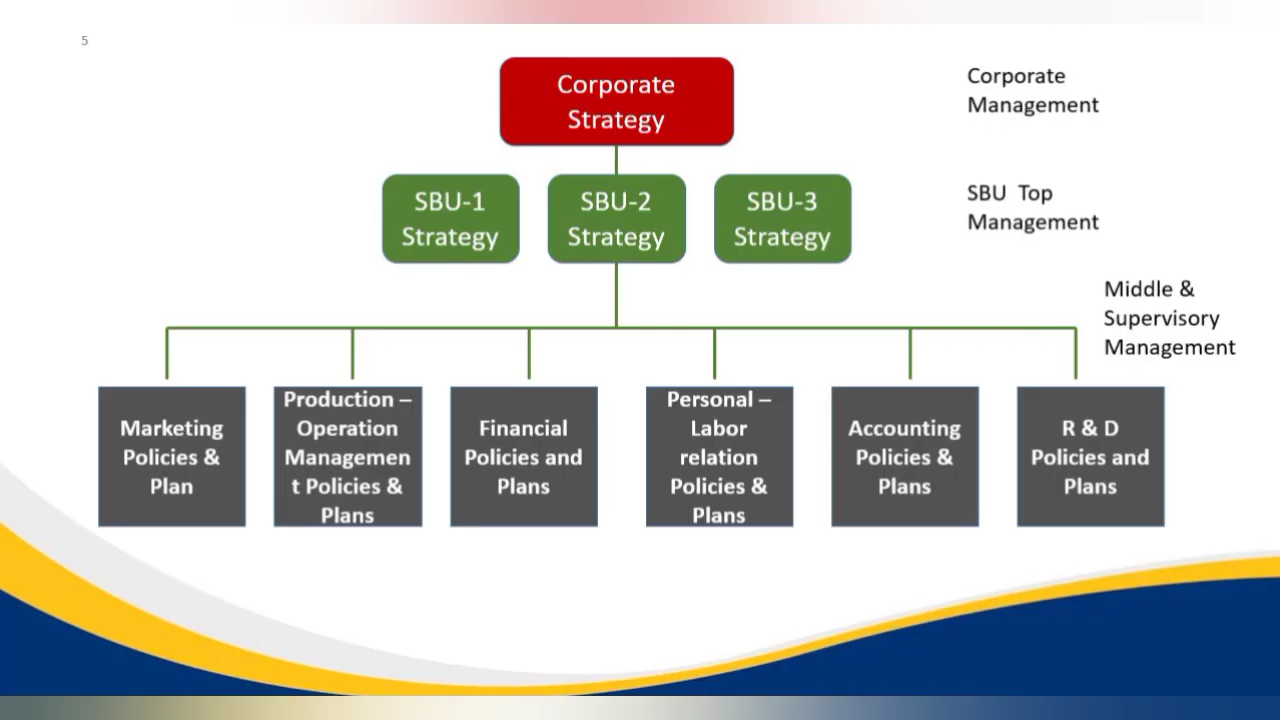 5
Corporate
Strategy
Corporate
Management
SBU-1
Strategy
SBU-2
Strategy
SBU-3
Strategy
SBU  Top
Management
Middle &
Supervisory
Management
Marketing
Policies &
Plan
Production –
Operation
Managemen
t Policies &
Plans
Financial
Policies and
Plans
Personal –
Labor
relation
Policies &
Plans
Accounting
Policies &
Plans
R & D
Policies and
Plans